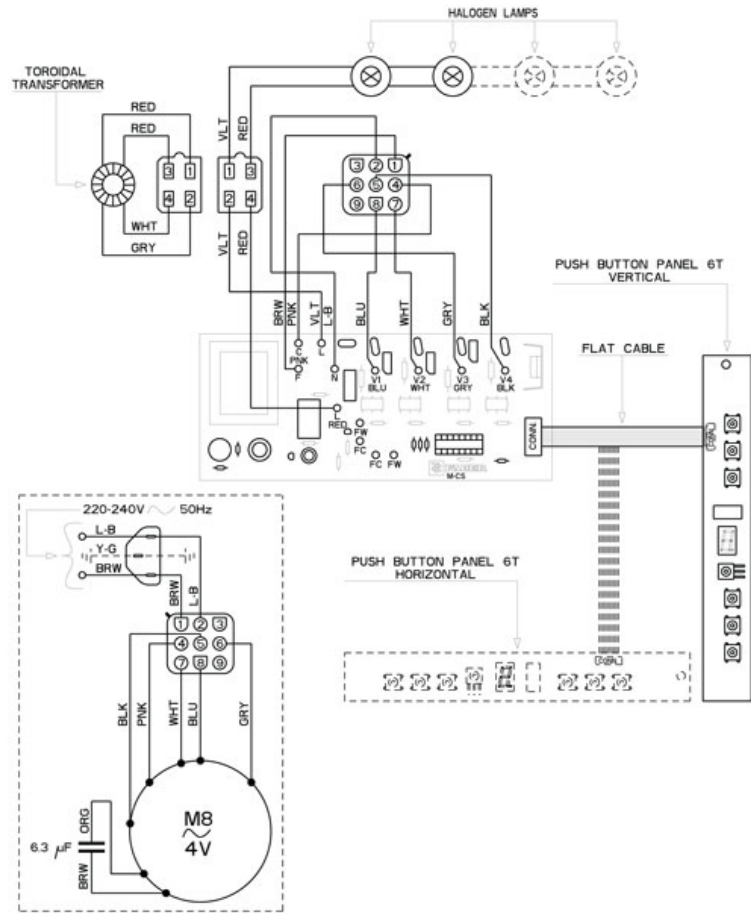 HALOGEN LAMPS
TOROIDAL
TRANSFORMER
RED
RED
VLT
RED
3 1
4 2
1 3
2 4
WHT
GRY
VLT
RED
3 2 1
6 5 4
9 8 7
BRW
PNK
VLT
L-B
BLU
WHT
GRY
BLK
PUSH BUTTON PANEL 6T
VERTICAL
FLAT CABLE
C
PNK
L
F
N
V1
BLU
V2
WHT
V3
GRY
V4
BLK
L
RED
FW
FC
FC
FW
CONN.
FABER
M-CS
220-240V 50Hz
L-B
Y-G
BRW
BRW
L-B
1 2 3
4 5 6
7 8 9
BLK
PNK
WHT
BLU
GRY
M8
4V
6.3 µF
ORG
BRW
PUSH BUTTON PANEL 6T
HORIZONTAL